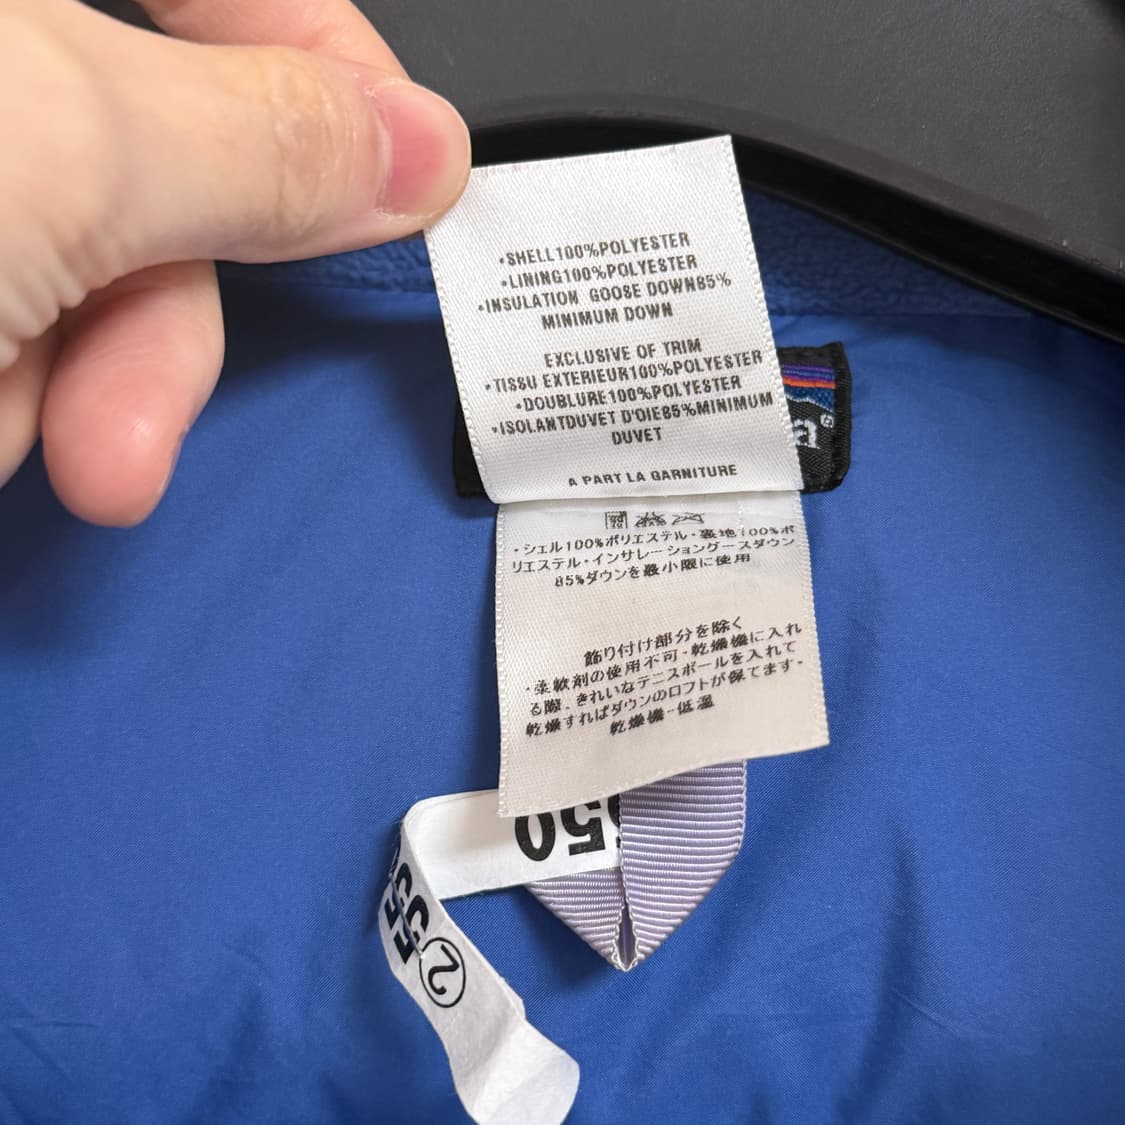 •SHELL100%POLYESTER
•LINING100%POLYESTER
•INSULATION GOOSE DOWN85%
MINIMUM DOWN
EXCLUSIVE OF TRIM
•TISSU EXTERIEUR100%POLYESTER
•DOUBLURE100%POLYESTER
•ISOLANTDUVET D'OIE85%MINIMUM
DUVET
A PART LA GARNITURE
a®
・シェル100%ポリエステル・裏地100%ポ
リエステル・インサレーショングースダウン
85%ダウンを最小限に使用
飾り付け部分を除く
・柔軟剤の使用不可・乾燥機に入れ
る際、きれいなテニスボールを入れて
乾燥すればダウンのロフトが保てます・
乾燥機-低温
950
②